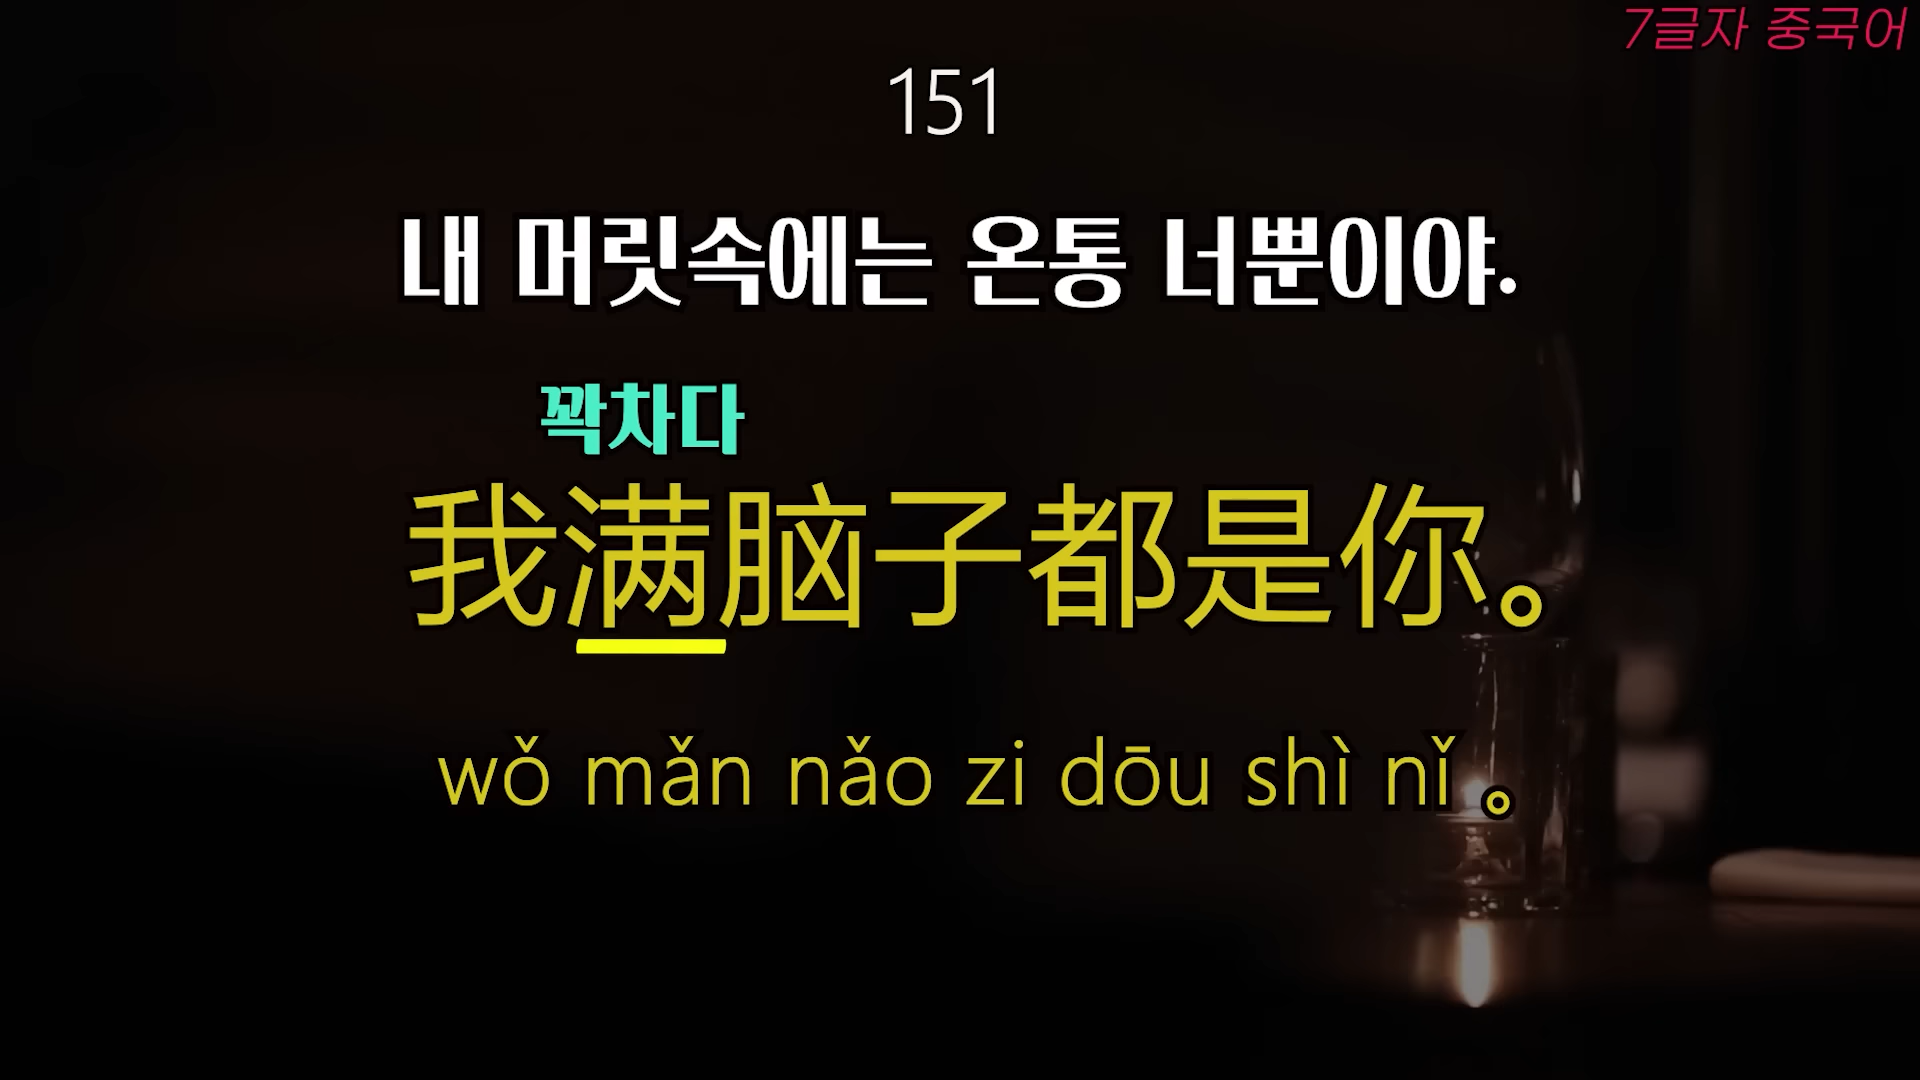 7글자 중국어
151
내 머릿속에는 온통 너뿐이야.
꽉차다
我满脑子都是你。
wǒ mǎn nǎo zi dōu shì nǐ 。